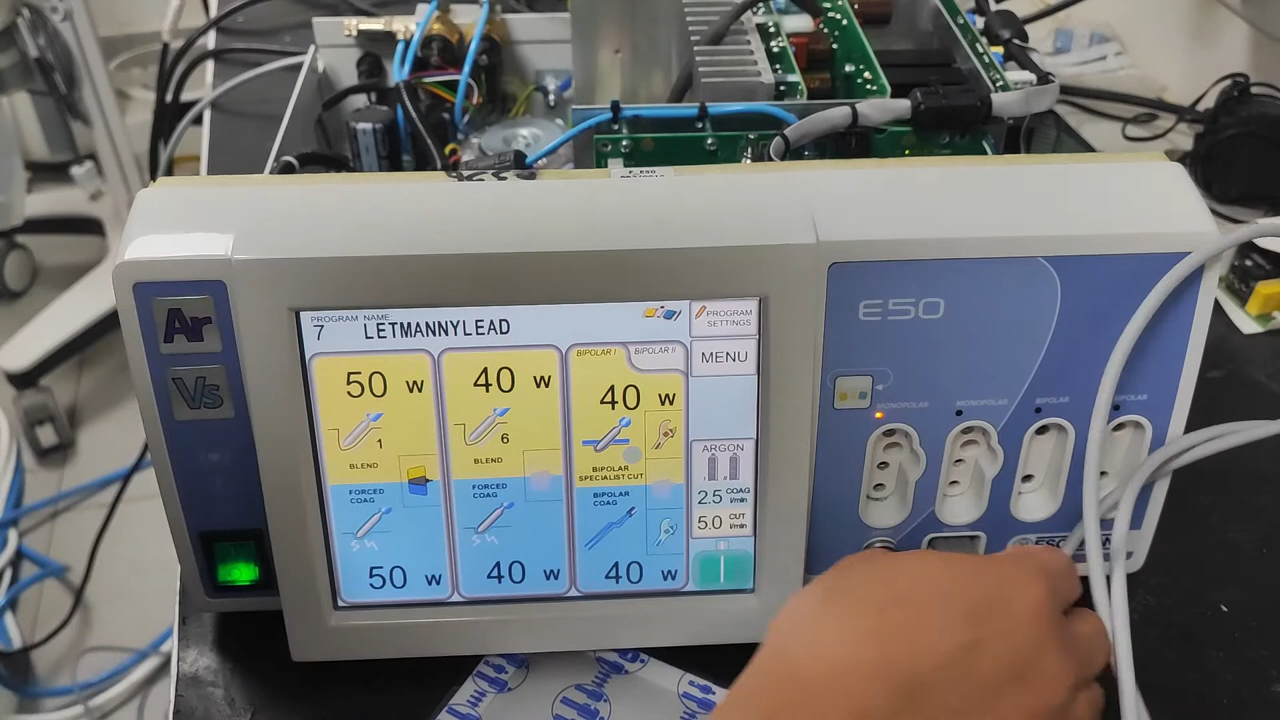 F_E50
Ar
Vs
PROGRAM NAME
7 LETMANNYLEAD
PROGRAM
SETTINGS
MENU
50 W
1
BLEND
FORCED
COAG
50 W
40 W
6
BLEND
FORCED
COAG
40 W
BIPOLAR I
BIPOLAR II
40 W
BIPOLAR
SPECIALIST CUT
BIPOLAR
COAG
40 W
ARGON
2.5 COAG
l/min
5.0 CUT
l/min
E50
MONOPOLAR
MONOPOLAR
BIPOLAR